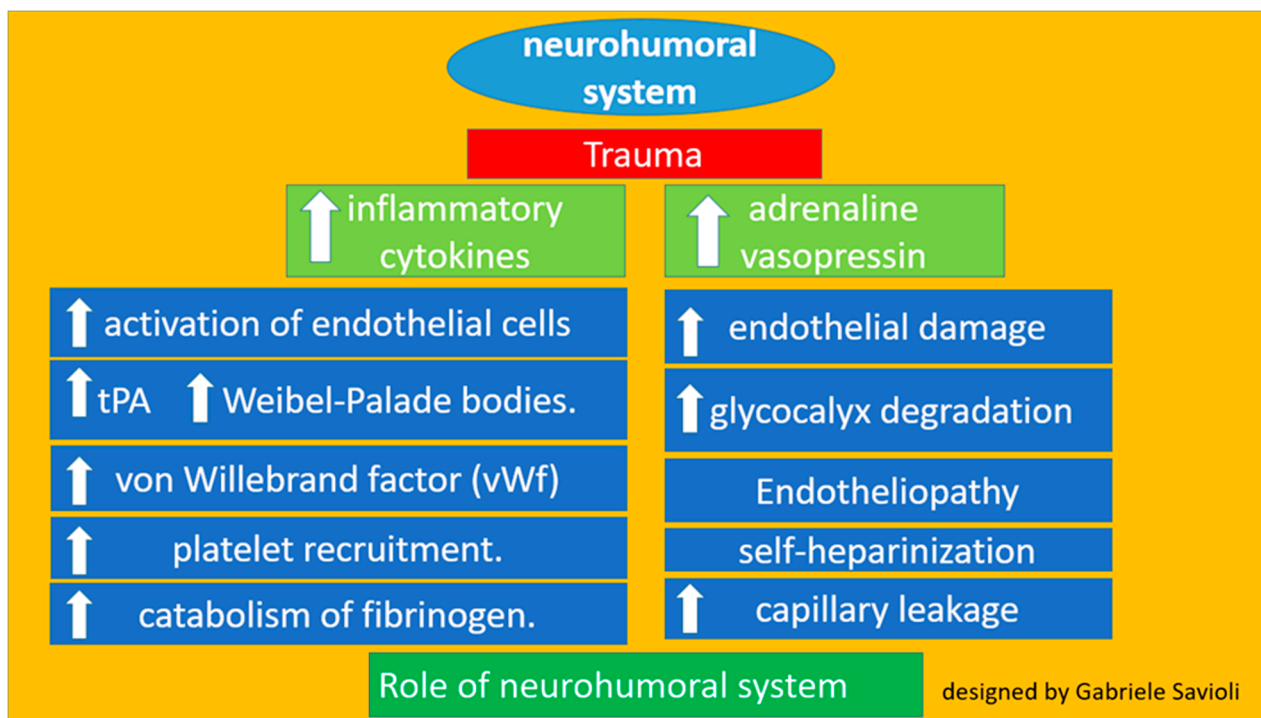 neurohumoral
system
Trauma
inflammatory
cytokines
adrenaline
vasopressin
activation of endothelial cells
tPA Weibel-Palade bodies.
von Willebrand factor (vWf)
platelet recruitment.
catabolism of fibrinogen.
endothelial damage
glycocalyx degradation
Endotheliopathy
self-heparinization
capillary leakage
Role of neurohumoral system
designed by Gabriele Savioli